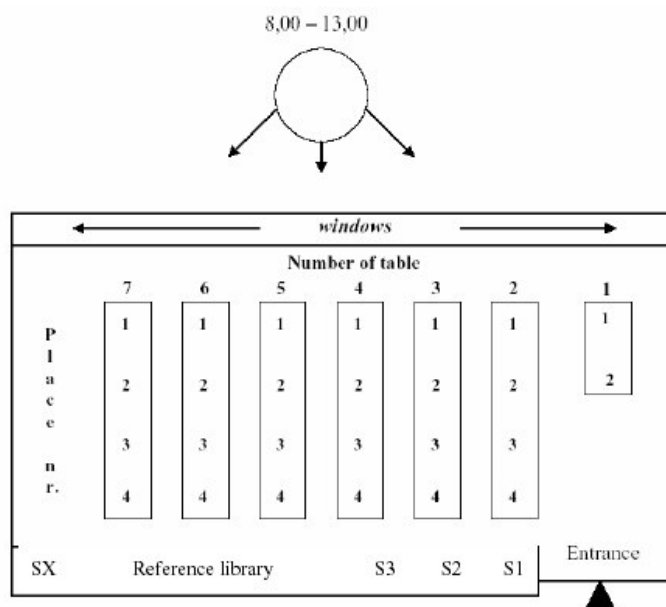 8,00 – 13,00
windows
Number of table
7 6 5 4 3 2 1
1 1 1 1 1 1 1
2 2 2 2 2 2 2
3 3 3 3 3 3
4 4 4 4 4 4
Place nr.
Entrance
SX Reference library S3 S2 S1